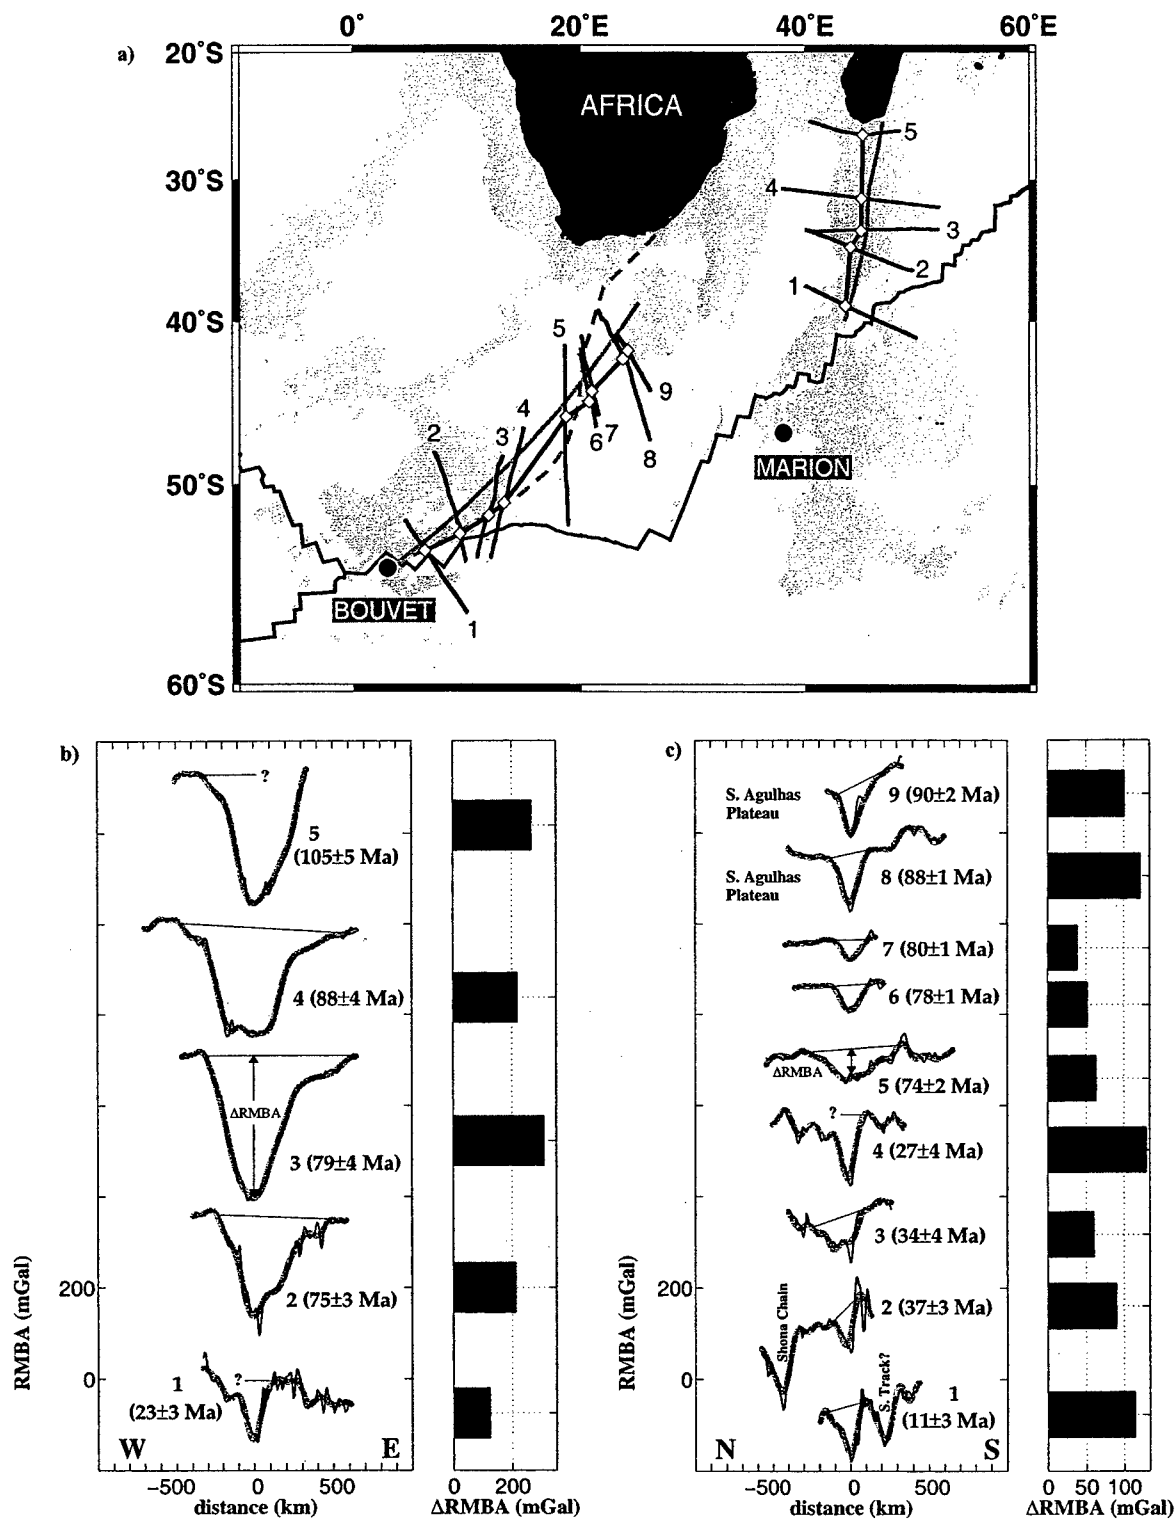 0° 20°E 40°E 60°E
a)
20°S
30°S
40°S
50°S
60°S
AFRICA
5
4
3
2
1
5
4
3
2
9
6 7
8
1
MARION
BOUVET
b)
?
5
(105±5 Ma)
4 (88±4 Ma)
ΔRMBA
3 (79±4 Ma)
2 (75±3 Ma)
?
1
(23±3 Ma)
W E
RMBA (mGal)
200
0
−500 0 500
distance (km)
0 200
ΔRMBA (mGal)
c)
S. Agulhas
Plateau
9 (90±2 Ma)
S. Agulhas
Plateau
8 (88±1 Ma)
7 (80±1 Ma)
6 (78±1 Ma)
ΔRMBA
5 (74±2 Ma)
?
4 (27±4 Ma)
3 (34±4 Ma)
Shona Chain
2 (37±3 Ma)
S. Track?
1
(11±3 Ma)
N S
RMBA (mGal)
200
0
−500 0 500
distance (km)
0 50 100
ΔRMBA (mGal)